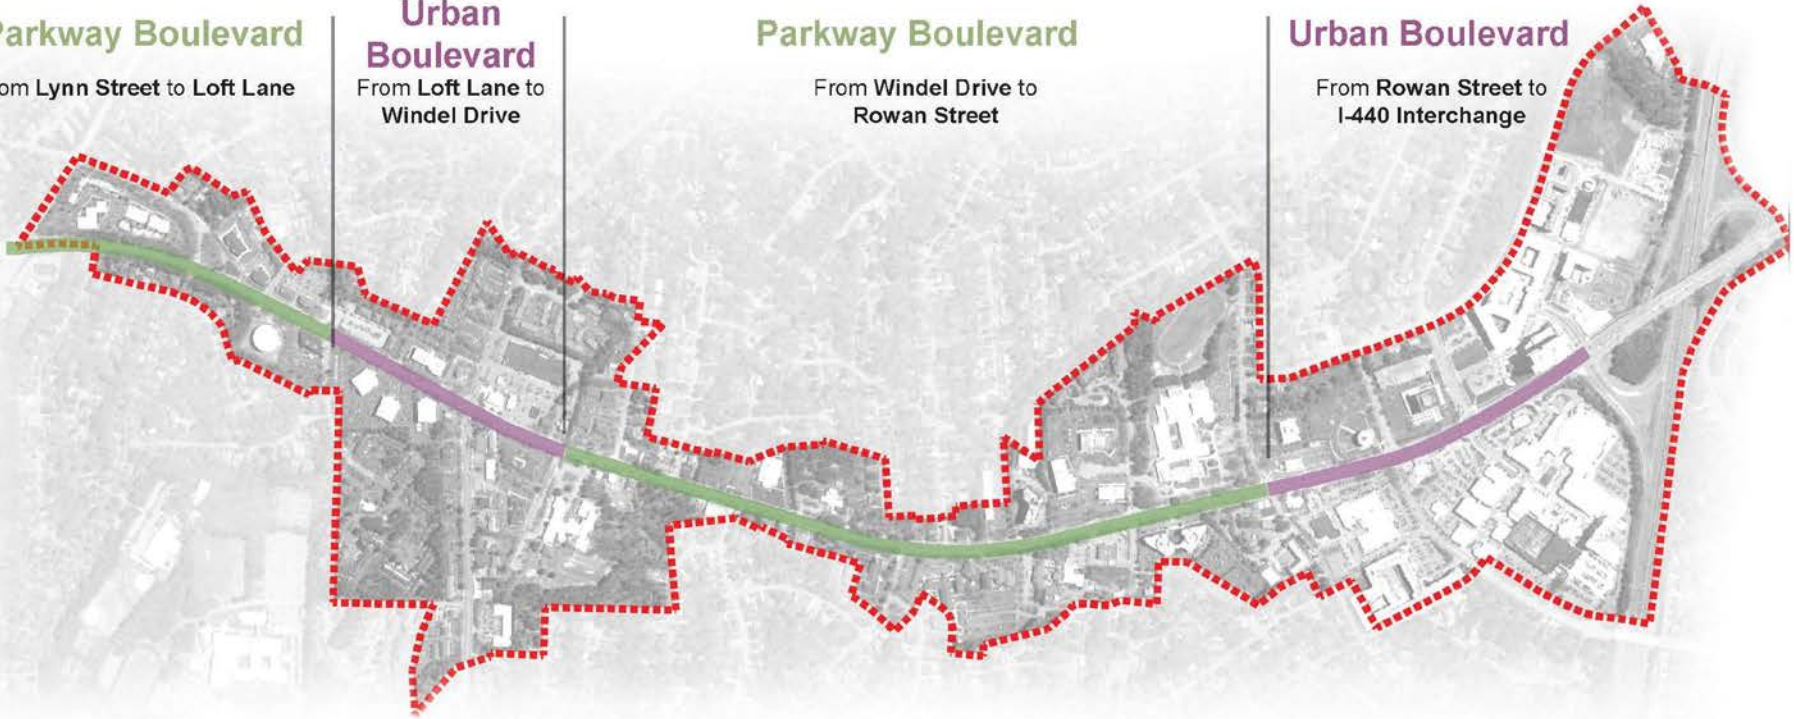 Parkway Boulevard
om Lynn Street to Loft Lane
Urban
Boulevard
From Loft Lane to
Windel Drive
Parkway Boulevard
From Windel Drive to
Rowan Street
Urban Boulevard
From Rowan Street to
I-440 Interchange